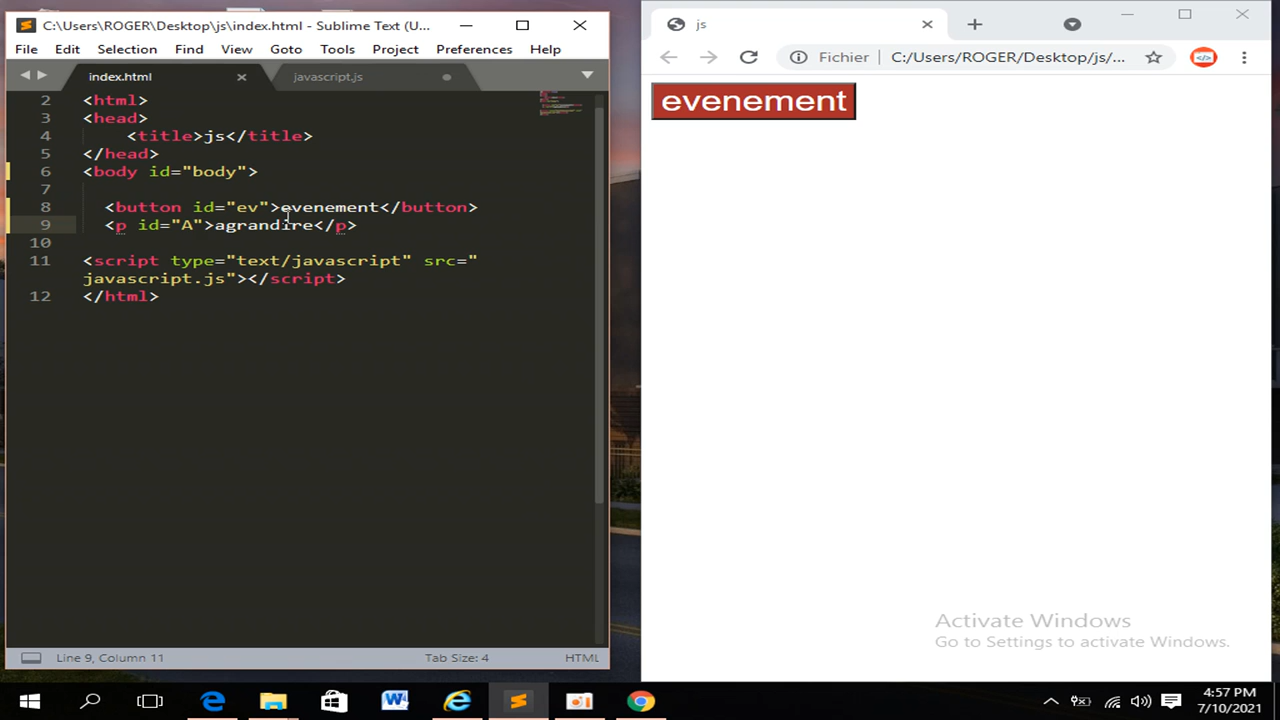 C:\Users\ROGER\Desktop\js\index.html - Sublime Text (U...
File Edit Selection Find View Goto Tools Project Preferences Help
index.html javascript.js
2 <html>
3 <head>
4 <title>js</title>
5 </head>
6 <body id="body">
7
8 <button id="ev">evenement</button>
9 <p id="A">agrandire</p>
10
11 <script type="text/javascript" src="
javascript.js"></script>
12 </html>
Line 9, Column 11 Tab Size: 4 HTML
js
Fichier C:/Users/ROGER/Desktop/js/...
evenement
Activate Windows
Go to Settings to activate Windows.
4:57 PM
7/10/2021